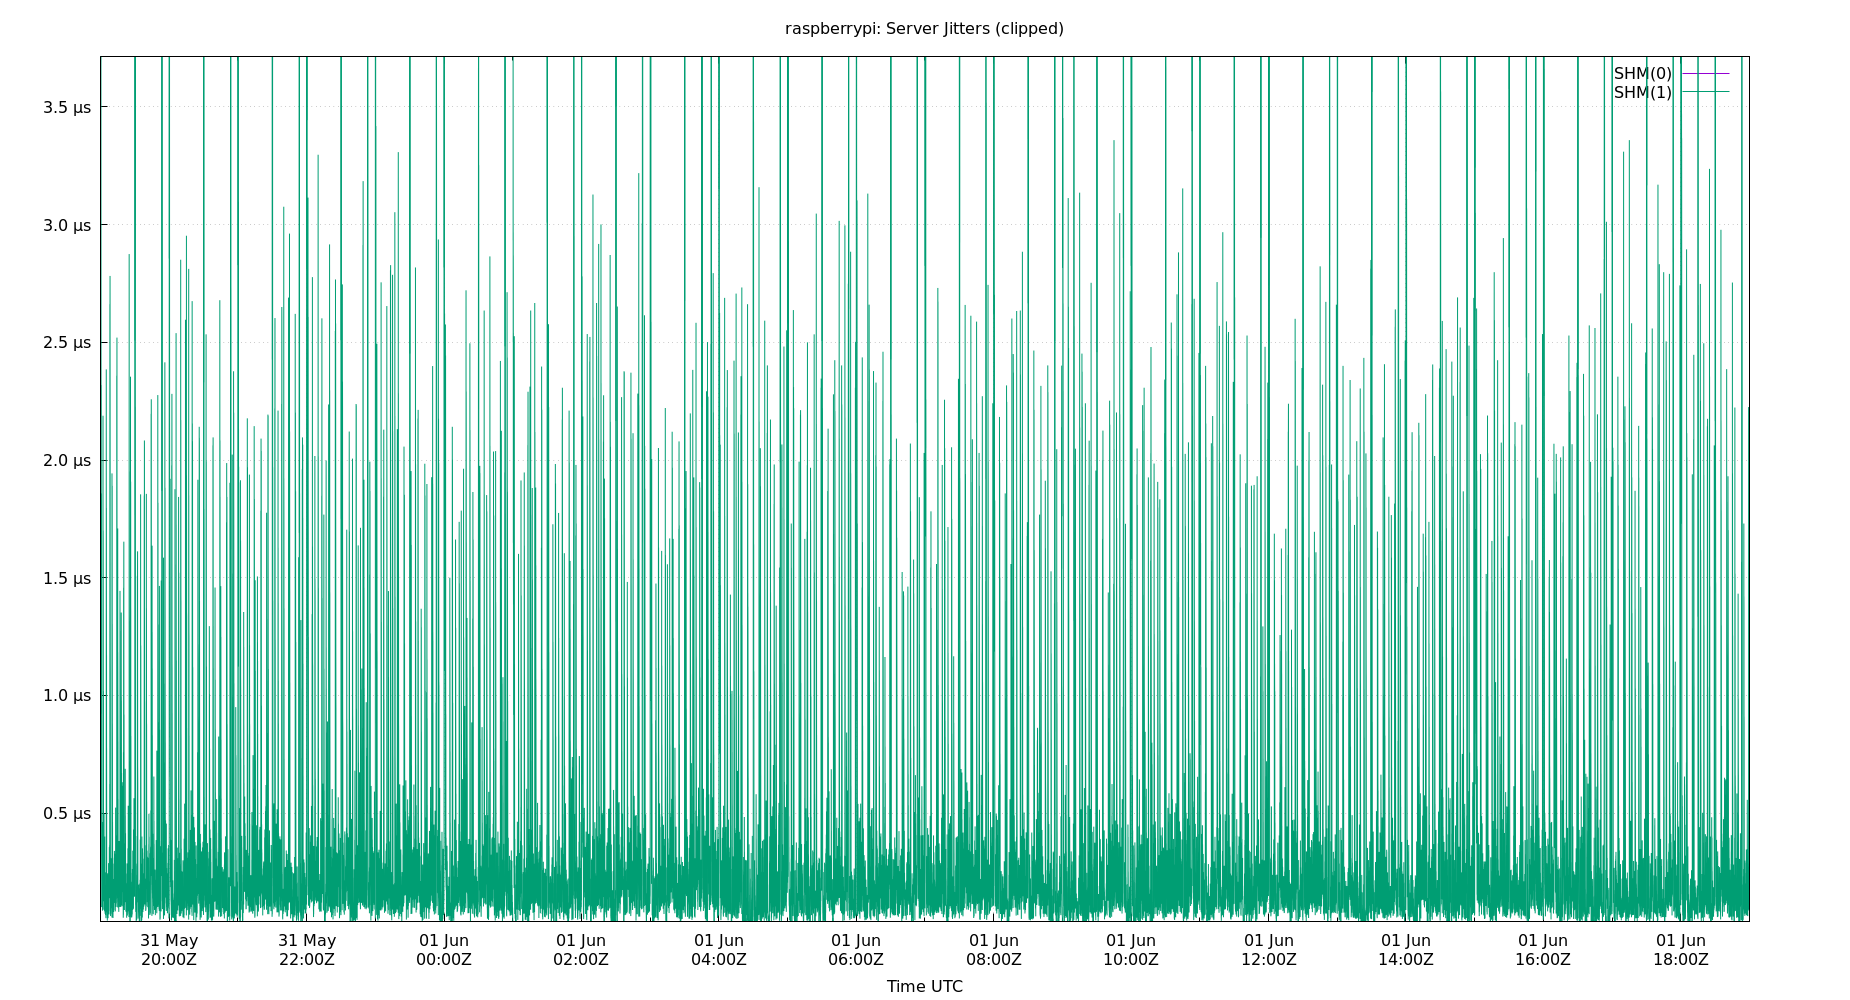 raspberrypi: Server Jitters (clipped)
SHM(0)
SHM(1)
3.5 µs
3.0 µs
2.5 µs
2.0 µs
1.5 µs
1.0 µs
0.5 µs
31 May 31 May 01 Jun 01 Jun 01 Jun 01 Jun 01 Jun 01 Jun 01 Jun 01 Jun 01 Jun 01 Jun
20:00Z 22:00Z 00:00Z 02:00Z 04:00Z 06:00Z 08:00Z 10:00Z 12:00Z 14:00Z 16:00Z 18:00Z
Time UTC